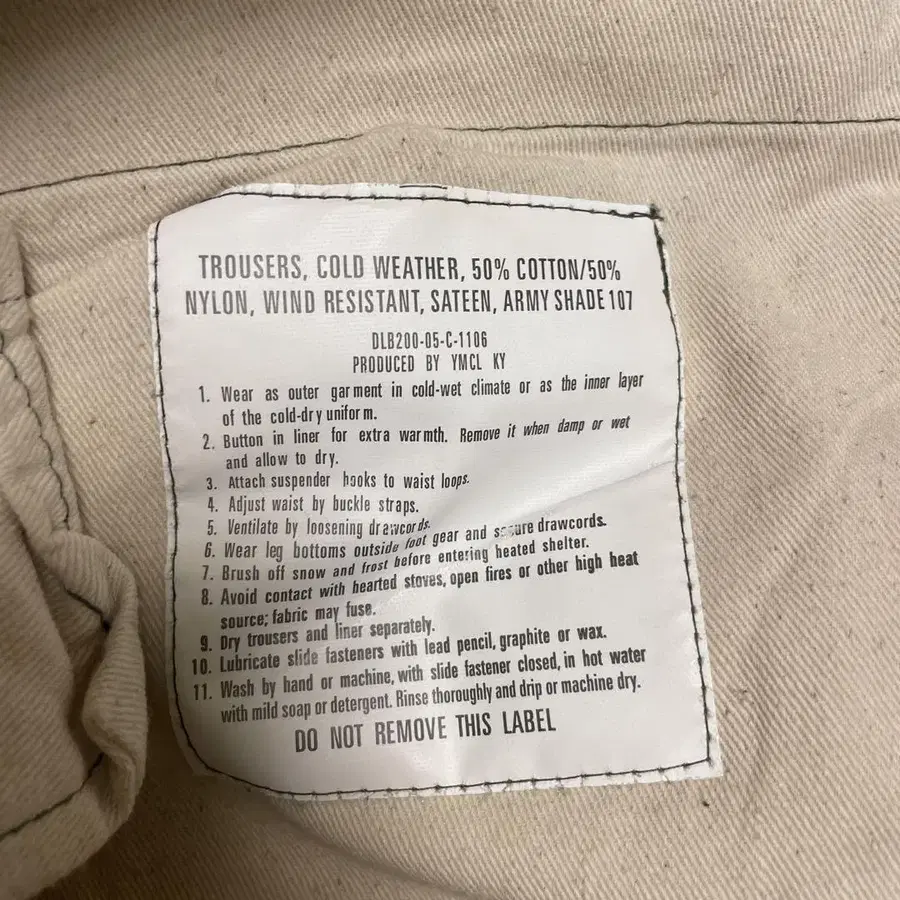 TROUSERS, COLD WEATHER, 50% COTTON/50%
NYLON, WIND RESISTANT, SATEEN, ARMY SHADE 107
DLB200-05-C-1106
PRODUCED BY YMCL KY
1. Wear as outer garment in cold-wet climate or as the inner layer
of the cold-dry uniform.
2. Button in liner for extra warmth. Remove it when damp or wet
and allow to dry.
3. Attach suspender hooks to waist loops.
4. Adjust waist by buckle straps.
5. Ventilate by loosening drawcords.
6. Wear leg bottoms outside foot gear and secure drawcords.
7. Brush off snow and frost before entering heated shelter.
8. Avoid contact with hearted stoves, open fires or other high heat
source; fabric may fuse.
9. Dry trousers and liner separately.
10. Lubricate slide fasteners with lead pencil, graphite or wax.
11. Wash by hand or machine, with slide fastener closed, in hot water
with mild soap or detergent. Rinse thoroughly and drip or machine dry.
DO NOT REMOVE THIS LABEL